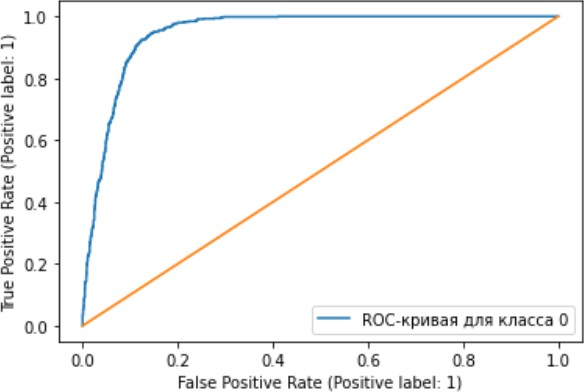 1.0
0.8
0.6
0.4
0.2
0.0
True Positive Rate (Positive label: 1)
ROC-кривая для класса 0
0.0 0.2 0.4 0.6 0.8 1.0
False Positive Rate (Positive label: 1)